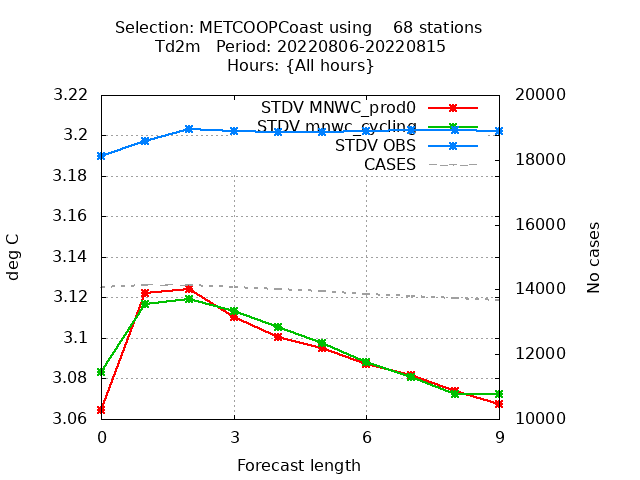 Selection: METCOOPCoast using    68 stations
Td2m   Period: 20220806-20220815
Hours: {All hours}
STDV MNWC_prod0
STDV mnwc_cycling
STDV OBS
CASES
3.22
3.2
3.18
3.16
3.14
3.12
3.1
3.08
3.06
deg C
20000
18000
16000
14000
12000
10000
No cases
0 3 6 9
Forecast length